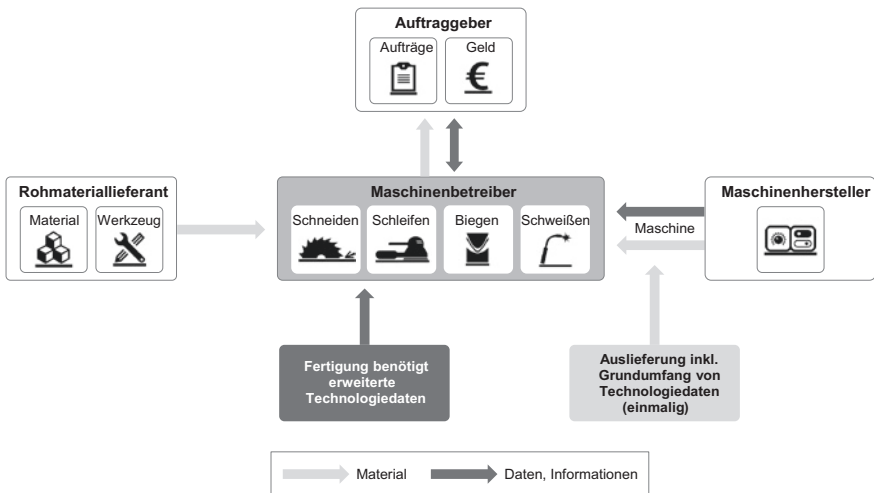 Auftraggeber
Aufträge
Geld
€
Rohmateriallieferant
Material
Werkzeug
Maschinenbetreiber
Schneiden
Schleifen
Biegen
Schweißen
Maschine
Maschinenhersteller
Fertigung benötigt
erweiterte
Technologiedaten
Auslieferung inkl.
Grundumfang von
Technologiedaten
(einmalig)
Material
Daten, Informationen